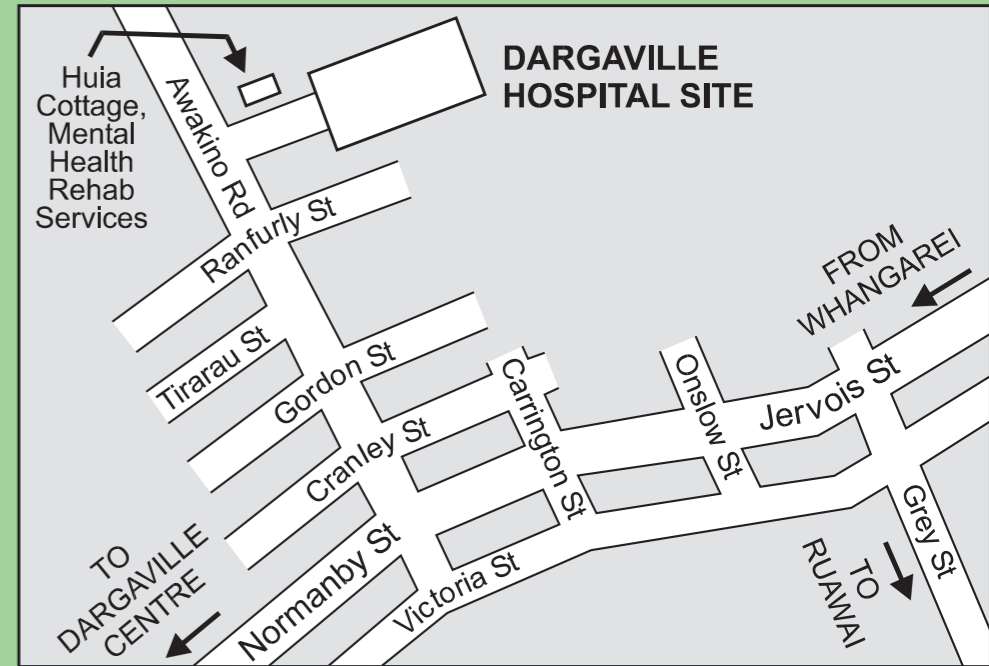 Huia
Cottage,
Mental
Health
Rehab
Services
DARGAVILLE
HOSPITAL SITE
Awakino Rd
Ranfurly St
FROM
WHANGAREI
Tirarau St
Gordon St
Carrington St
Onslow St
Jervois St
Cranley St
TO
DARGAVILLE
CENTRE
Normanby St
Victoria St
Grey St
TO
RUAWAI